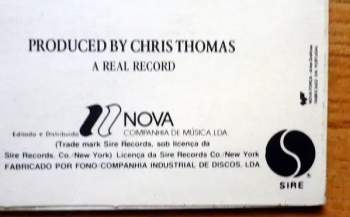 PRODUCED BY CHRIS THOMAS
A REAL RECORD
NOVA
Editado e Distribuido COMPANHIA DE MÚSICA, LDA
(Trade mark Sire Records, sob licença da
Sire Records, Co./New York) Licença da Sire Records Co./New York
FABRICADO POR FONO COMPANHIA INDUSTRIAL DE DISCOS, LDA
SIRE